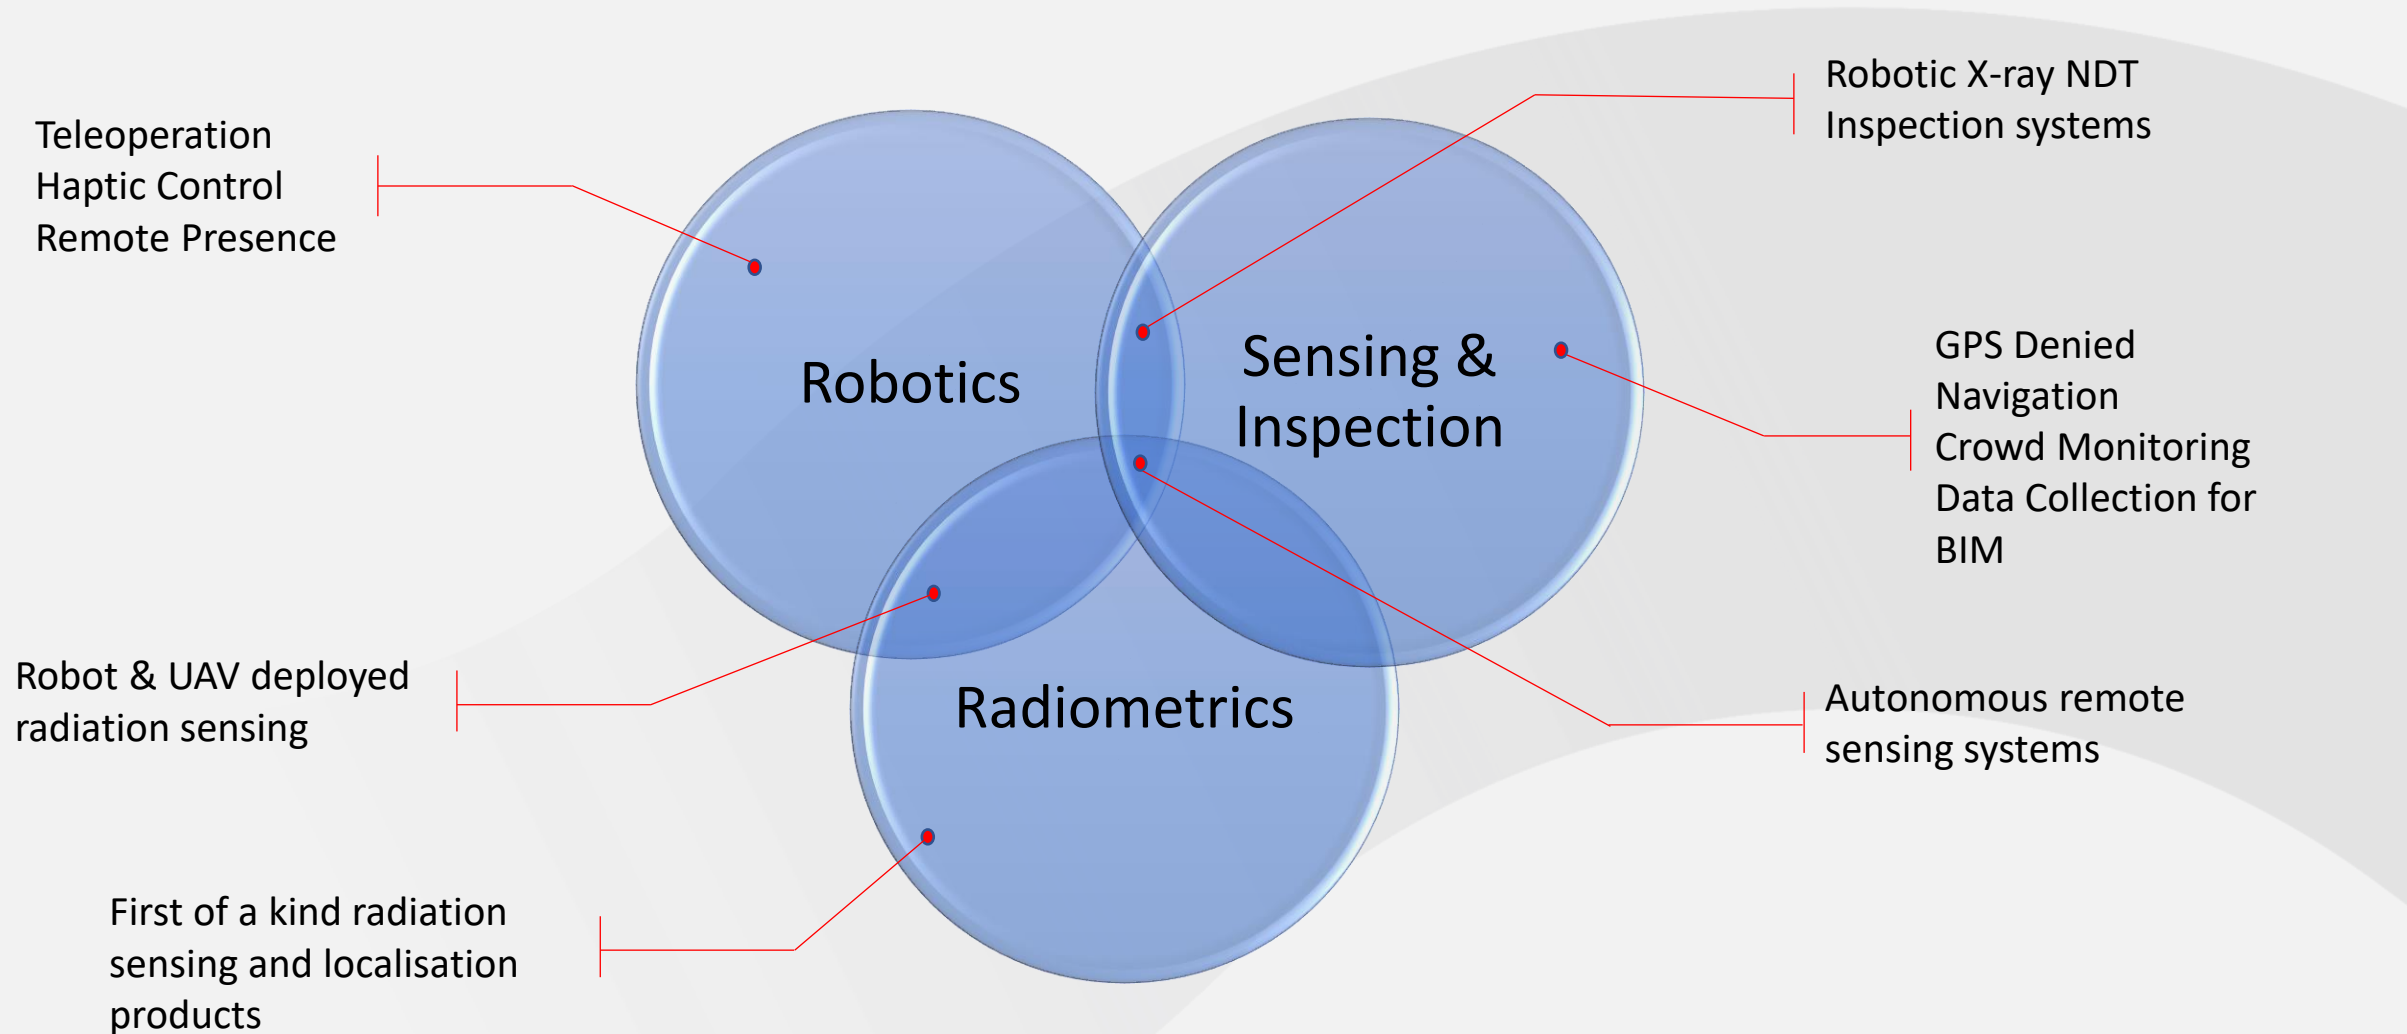 Teleoperation
Haptic Control
Remote Presence
Robotic X-ray NDT
Inspection systems
Robotics
Sensing &
Inspection
GPS Denied
Navigation
Crowd Monitoring
Data Collection for
BIM
Robot & UAV deployed
radiation sensing
Radiometrics
Autonomous remote
sensing systems
First of a kind radiation
sensing and localisation
products